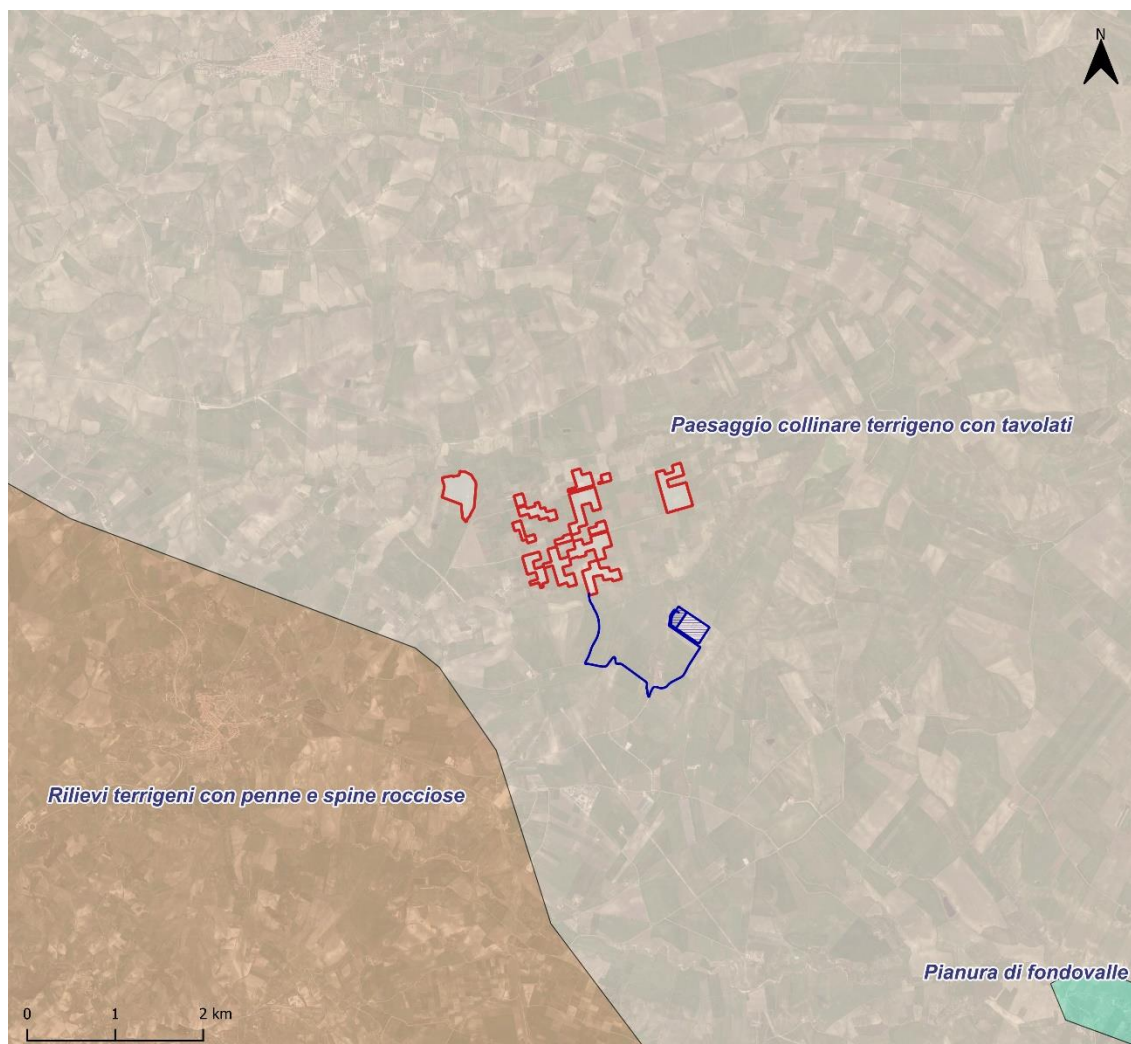 N
Paesaggio collinare terrigeno con tavolati
Rilievi terrigeni con penne e spine rocciose
Pianura di fondovalle
0 1 2 km